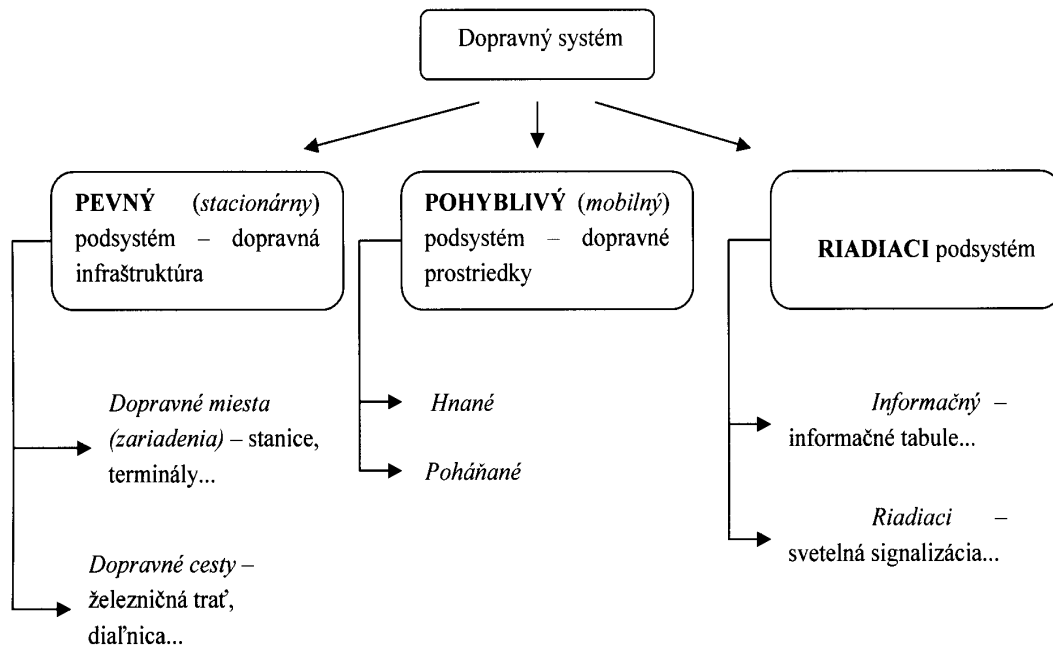 Dopravný systém
PEVNÝ (stacionárny)
podsystém – dopravná
infraštruktúra
POHYBLIVÝ (mobilný)
podsystém – dopravné
prostriedky
RIADIACI podsystém
Dopravné miesta
(zariadenia) – stanice,
terminály...
Dopravné cesty –
železničná trať,
diaľnica...
Hnané
Poháňané
Informačný –
informačné tabule...
Riadiaci –
svetelná signalizácia...